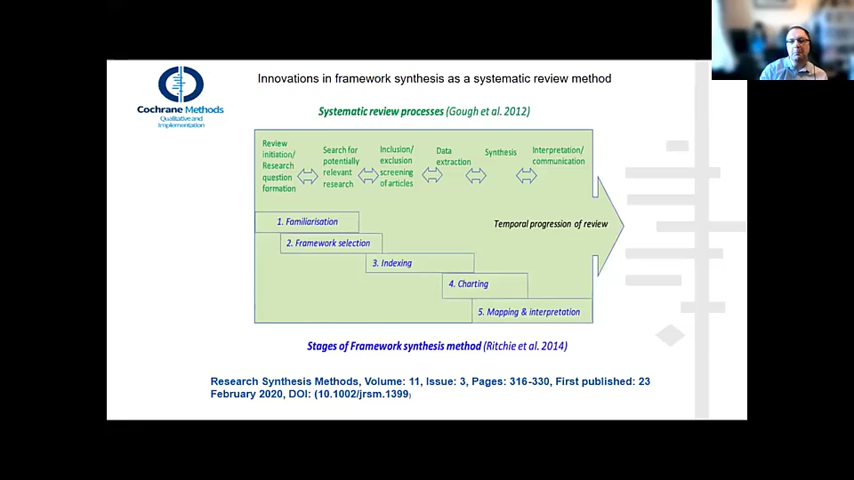 Innovations in framework synthesis as a systematic review method
Cochrane Methods
Qualitative and
Implementation
Systematic review processes (Gough et al. 2012)
Review
initiation/
Research
question
formation
Search for
potentially
relevant
research
Inclusion/
exclusion
screening
of articles
Data
extraction
Synthesis
Interpretation/
communication
1. Familiarisation
Temporal progression of review
2. Framework selection
3. Indexing
4. Charting
5. Mapping & interpretation
Stages of Framework synthesis method (Ritchie et al. 2014)
Research Synthesis Methods, Volume: 11, Issue: 3, Pages: 316-330, First published: 23
February 2020, DOI: (10.1002/jrsm.1399)